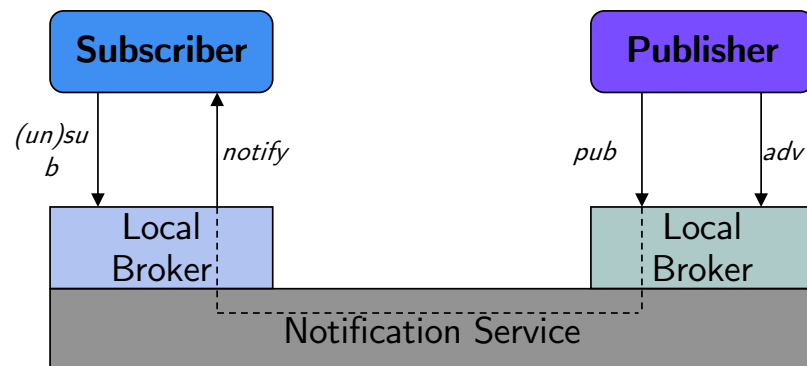 Subscriber
Publisher
(un)su
b
notify
pub
adv
Local
Broker
Local
Broker
Notification Service